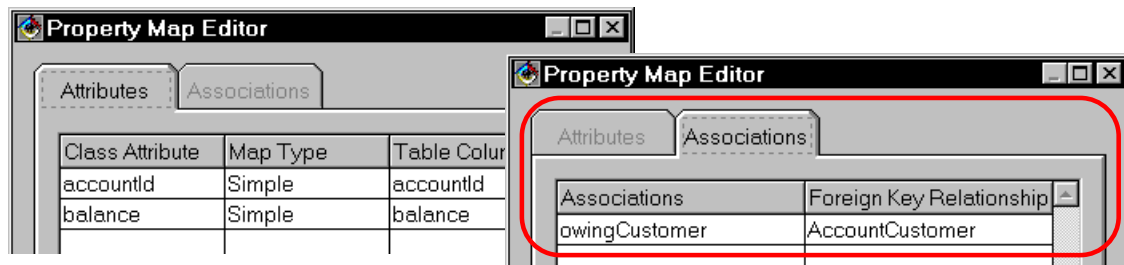 Property Map Editor
Attributes Associations
Class Attribute Map Type Table Colu
accountId Simple accountId
balance Simple balance
Property Map Editor
Attributes Associations
Associations Foreign Key Relationship
owingCustomer AccountCustomer